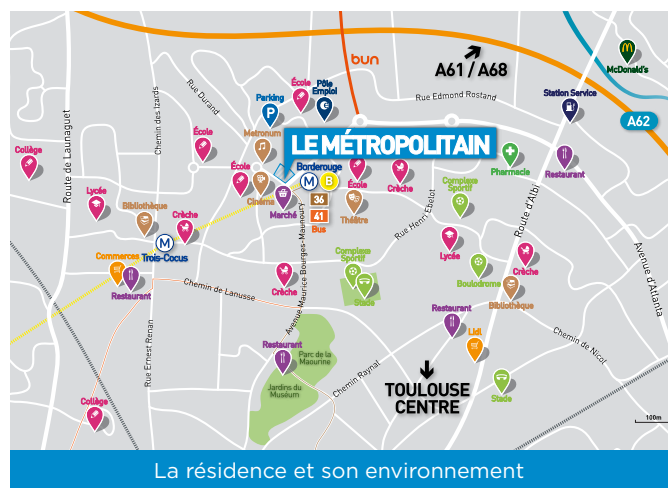 bun
A61 / A68
McDonald's
École
Pôle
Emploi
Parking
Station Service
Rue Edmond Rostand
Rue Durand
Chemin des Izards
A62
École
Metronum
LE MÉTROPOLITAIN
Collège
Route de Launaguet
École
Cinéma
Borderouge
M
B
École
Crèche
Pharmacie
Restaurant
Lycée
Marché
36
41
Bus
Théâtre
Complexe
Sportif
Rue Henri Ebelot
Route d'Albi
Bibliothèque
Crèche
M
Trois-Cocus
Lycée
Commerces
Restaurant
Avenue Maurice Bourges-Maunoury
Complexe
Sportif
Stade
Crèche
Boulodrome
Crèche
Bibliothèque
Avenue d'Atlanta
Chemin de Lanusse
Restaurant
Lidl
Chemin de Nicol
Rue Ernest Renan
Restaurant
Parc de la
Maourine
Jardins du
Muséum
Chemin Raynal
TOULOUSE
CENTRE
Stade
Collège
100m
La résidence et son environnement